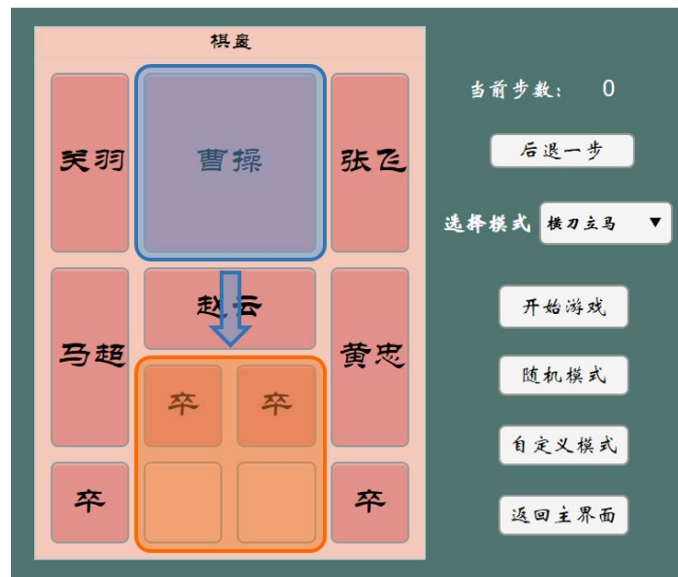 棋盘
关羽
曹操
张飞
马超
赵云
黄忠
卒
卒
卒
卒
当前步数: 0
后退一步
选择模式 横刀立马
开始游戏
随机模式
自定义模式
返回主界面